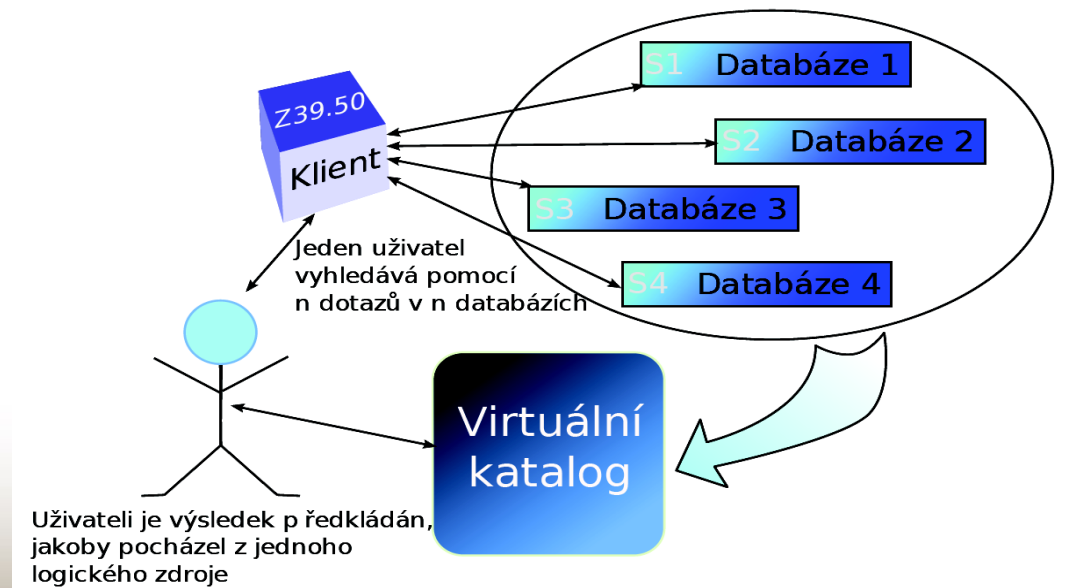 S1 Databáze 1
Z39.50
Klient
S2 Databáze 2
S3 Databáze 3
Jeden uživatel
vyhledává pomocí
n dotazů v n databázích
S4 Databáze 4
Virtuální
katalog
Uživateli je výsledek p ředkládán,
jakoby pocházel z jednoho
logického zdroje